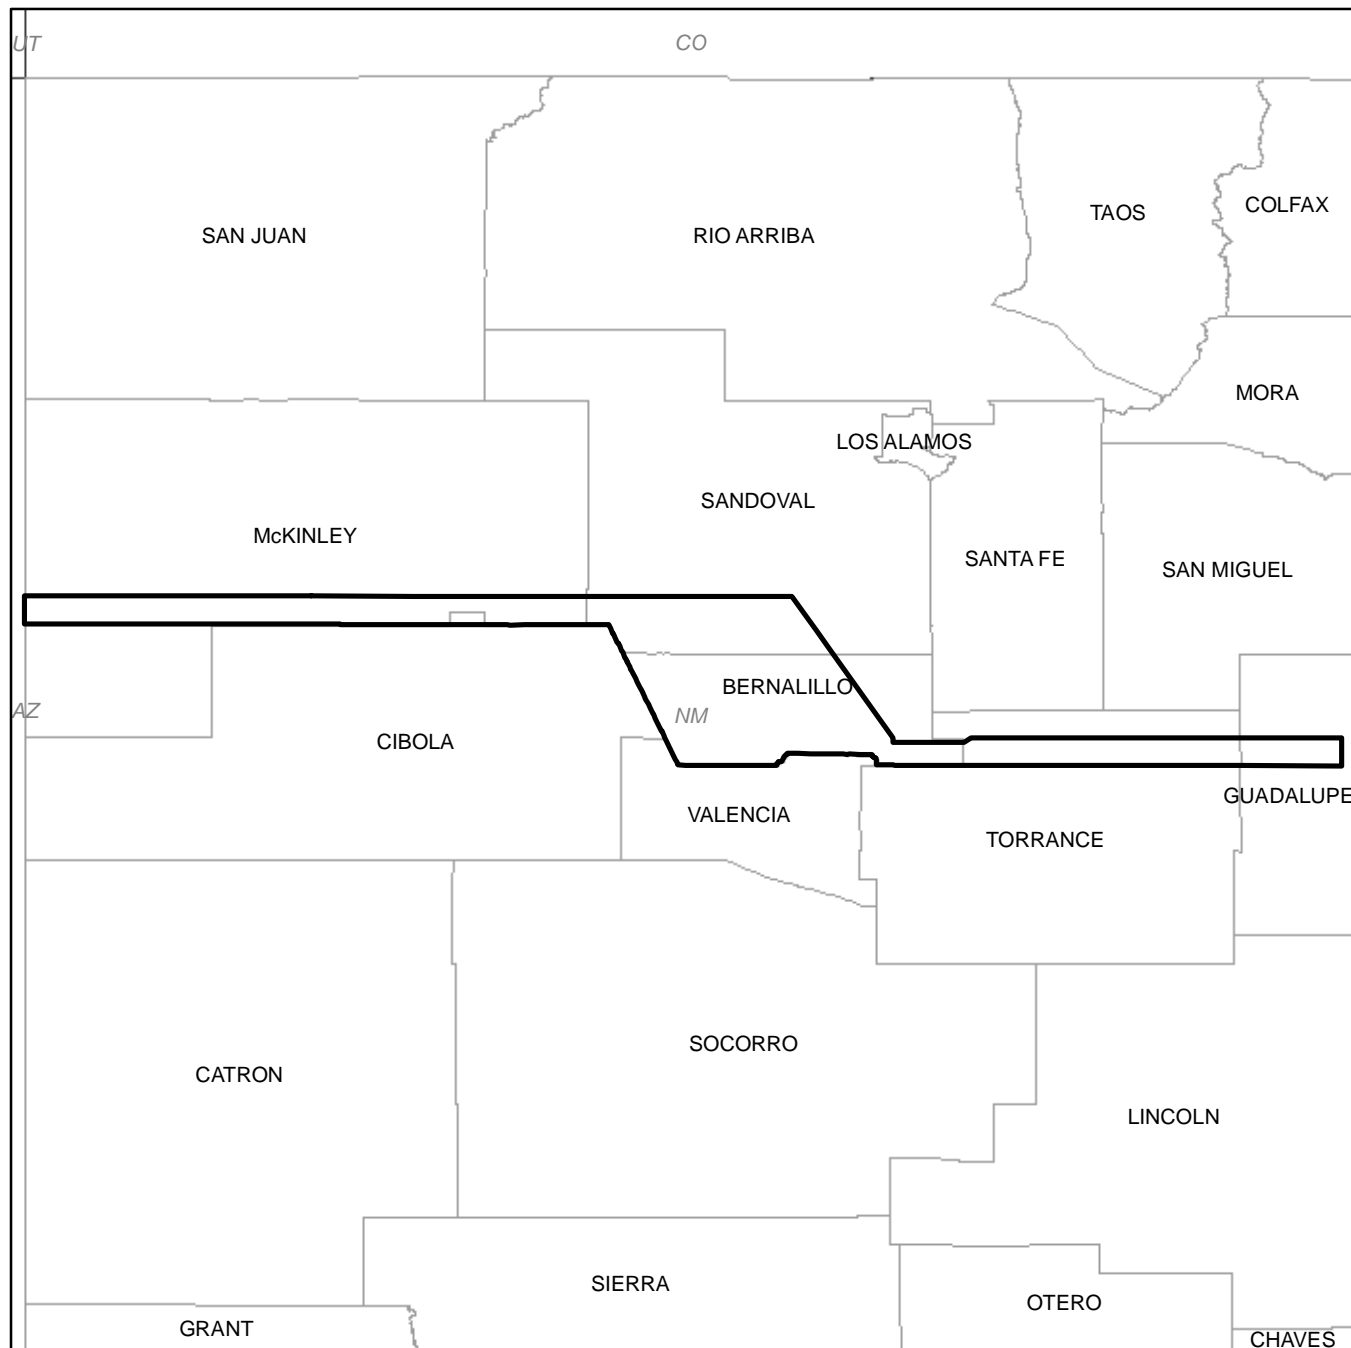 UT
CO
SAN JUAN
RIO ARRIBA
TAOS
COLFAX
MORA
LOS ALAMOS
SANDOVAL
McKINLEY
SANTA FE
SAN MIGUEL
BERNALILLO
AZ
NM
CIBOLA
GUADALUPE
VALENCIA
TORRANCE
SOCORRO
CATRON
LINCOLN
SIERRA
OTERO
GRANT
CHAVES